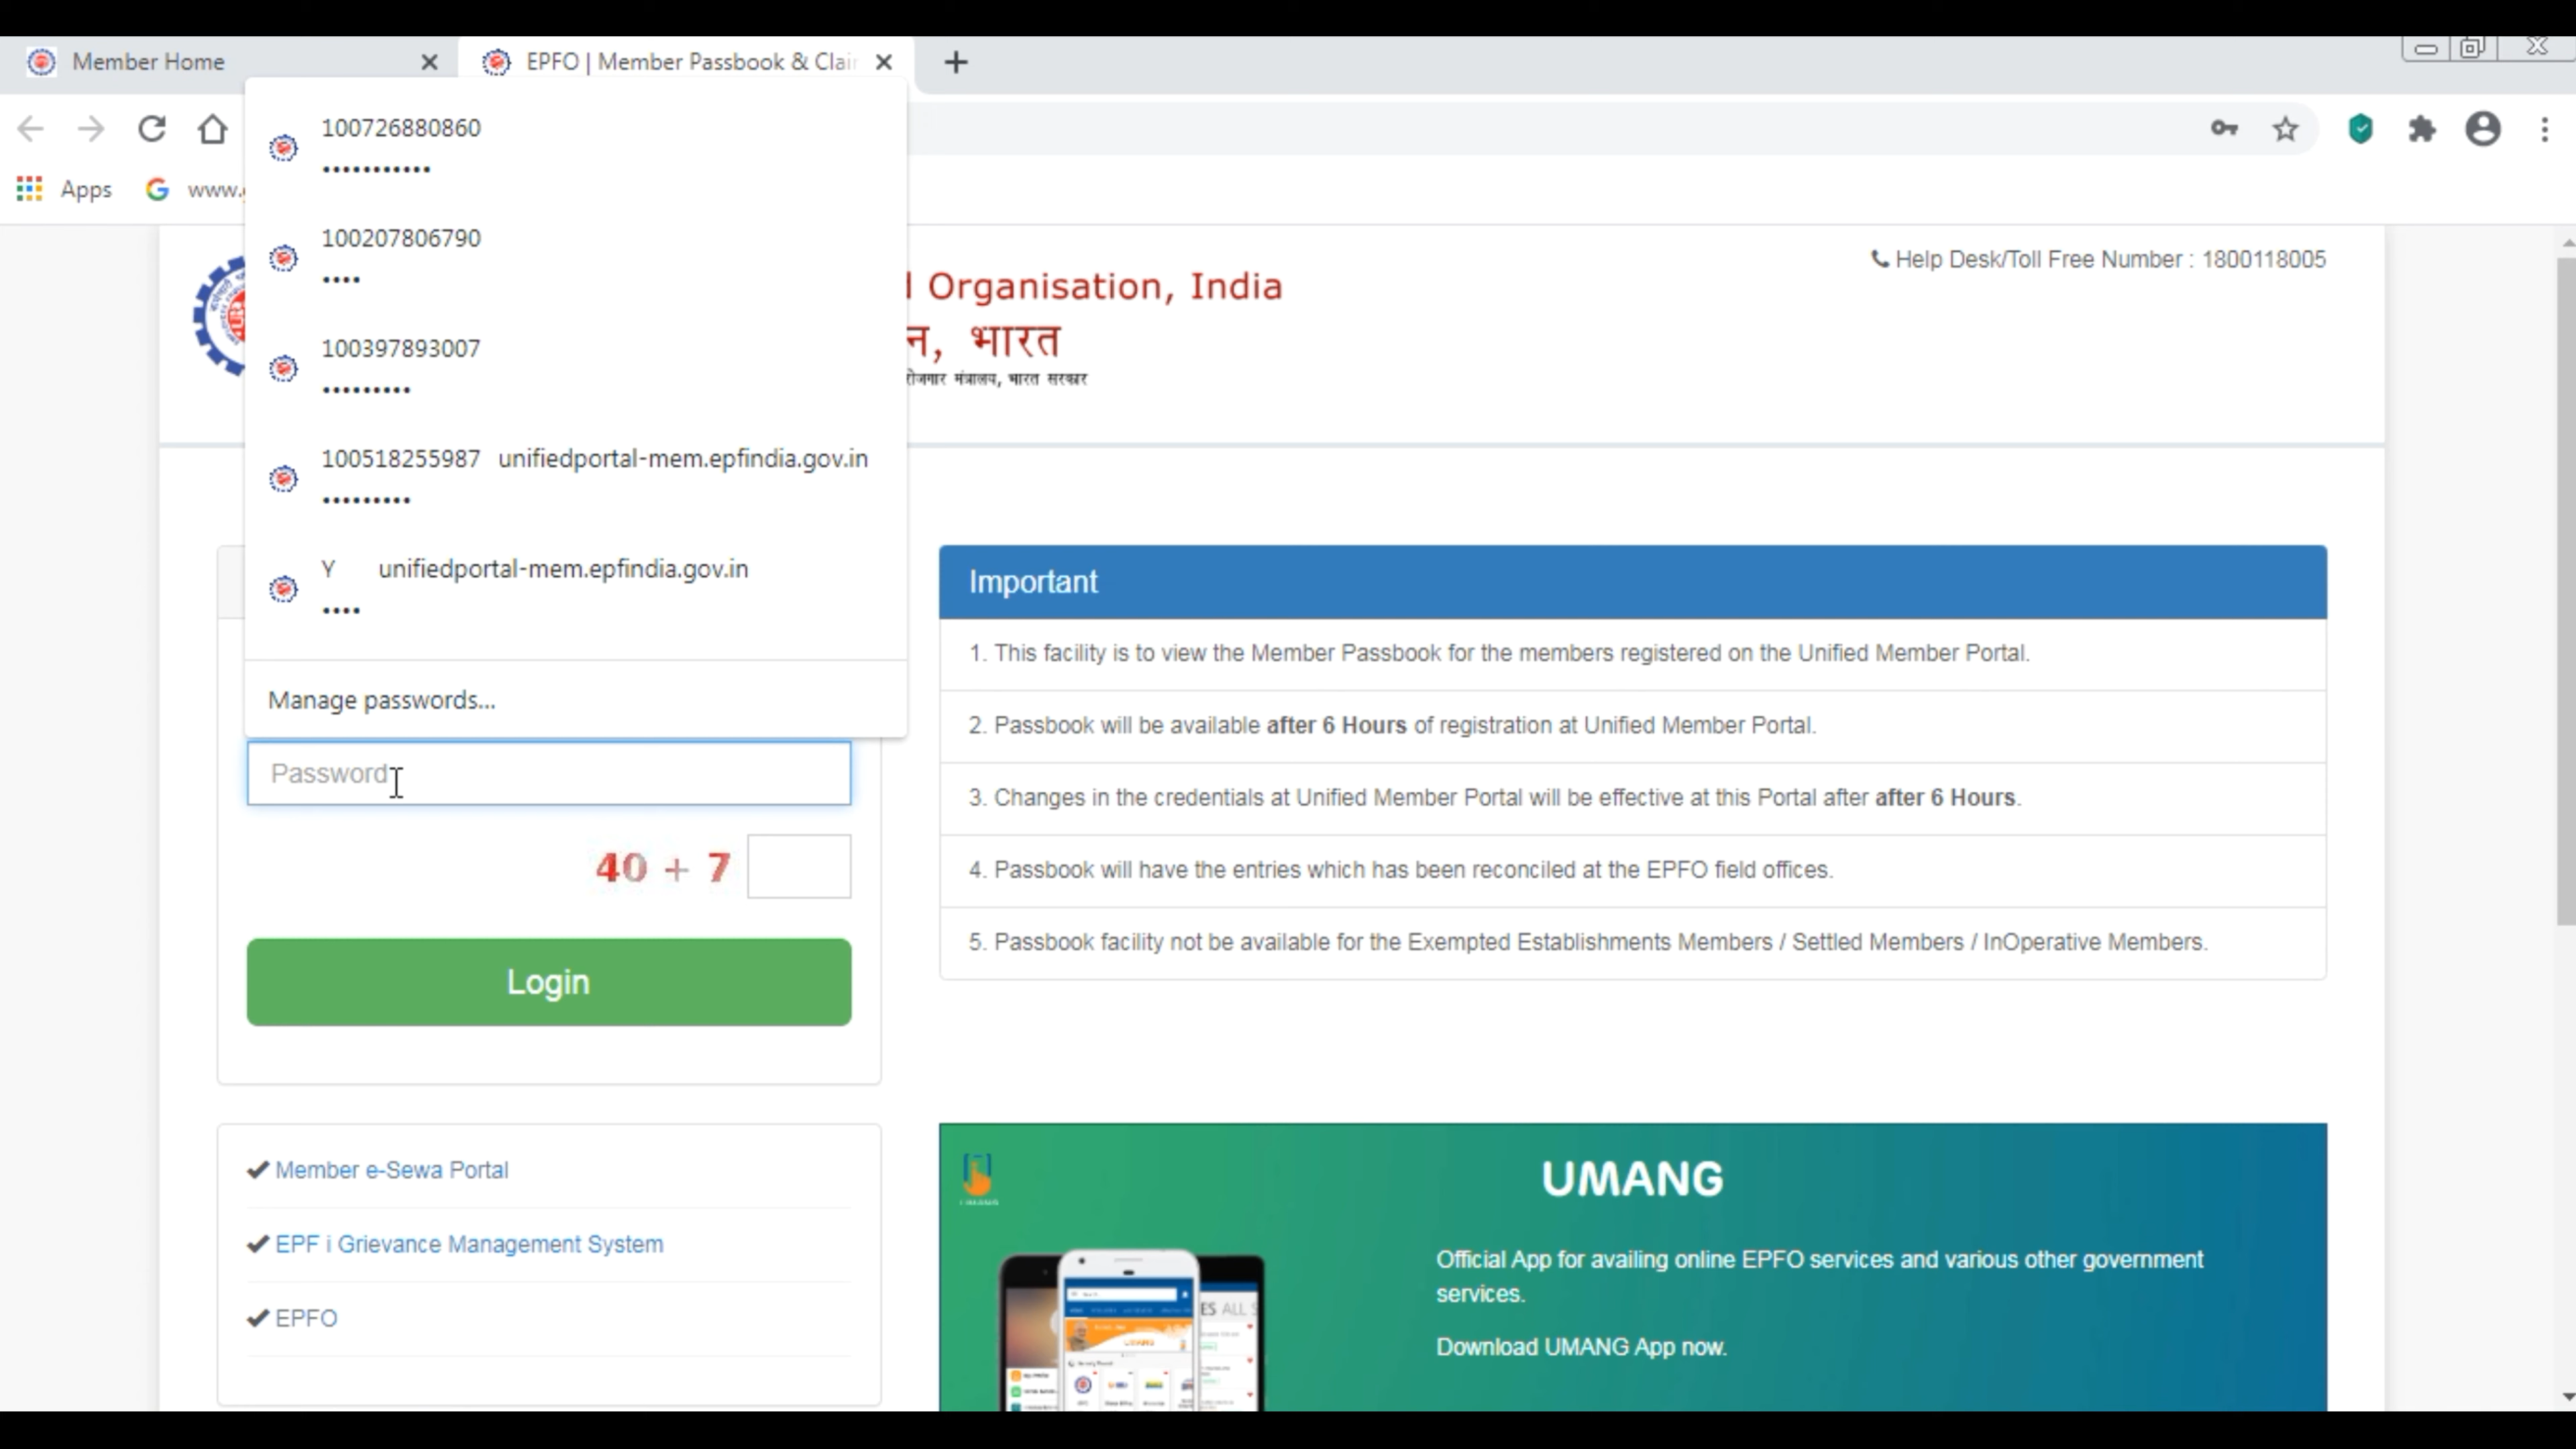 Member Home
EPFO | Member Passbook & Clai
Apps
www.
100726880860
100207806790
100397893007
100518255987 unifiedportal-mem.epfindia.gov.in
Y unifiedportal-mem.epfindia.gov.in
Manage passwords...
Help Desk/Toll Free Number : 1800118005
Organisation, India
न, भारत
मंत्रालय, भारत सरकार
Password
40 + 7
Login
Important
1. This facility is to view the Member Passbook for the members registered on the Unified Member Portal.
2. Passbook will be available after 6 Hours of registration at Unified Member Portal.
3. Changes in the credentials at Unified Member Portal will be effective at this Portal after after 6 Hours.
4. Passbook will have the entries which has been reconciled at the EPFO field offices.
5. Passbook facility not be available for the Exempted Establishments Members / Settled Members / InOperative Members.
Member e-Sewa Portal
EPF i Grievance Management System
EPFO
UMANG
Official App for availing online EPFO services and various other government
services.
Download UMANG App now.